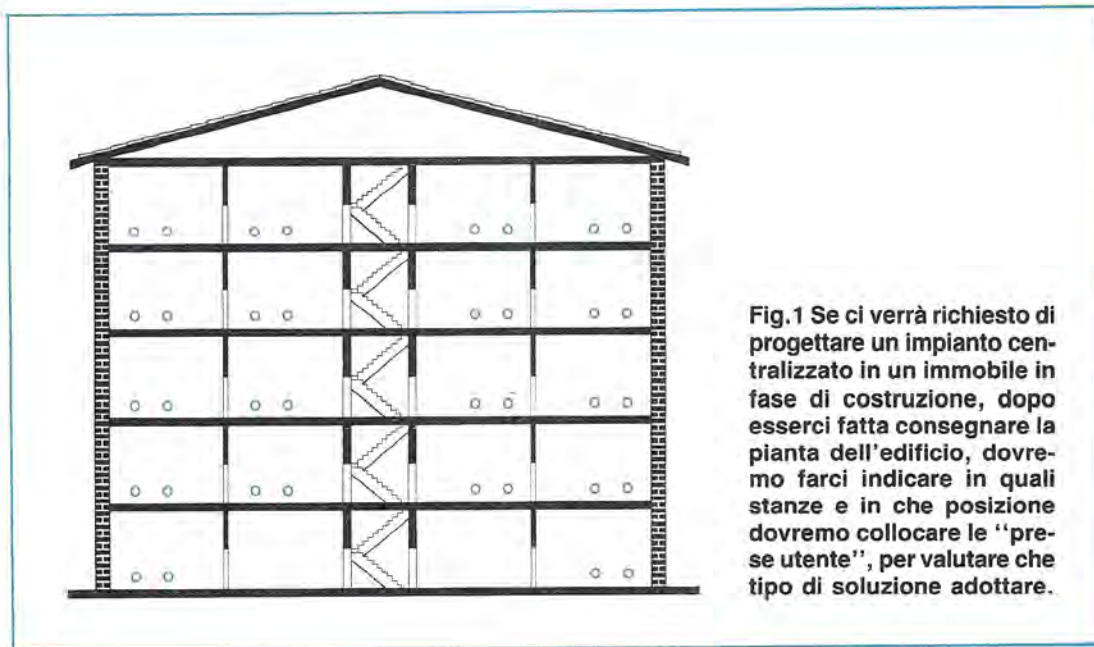 Fig.1 Se ci verrà richiesto di
progettare un impianto cen-
tralizzato in un immobile in
fase di costruzione, dopo
esserci fatta consegnare la
pianta dell'edificio, dovre-
mo farci indicare in quali
stanze e in che posizione
dovremo collocare le "pre-
se utente", per valutare che
tipo di soluzione adottare.